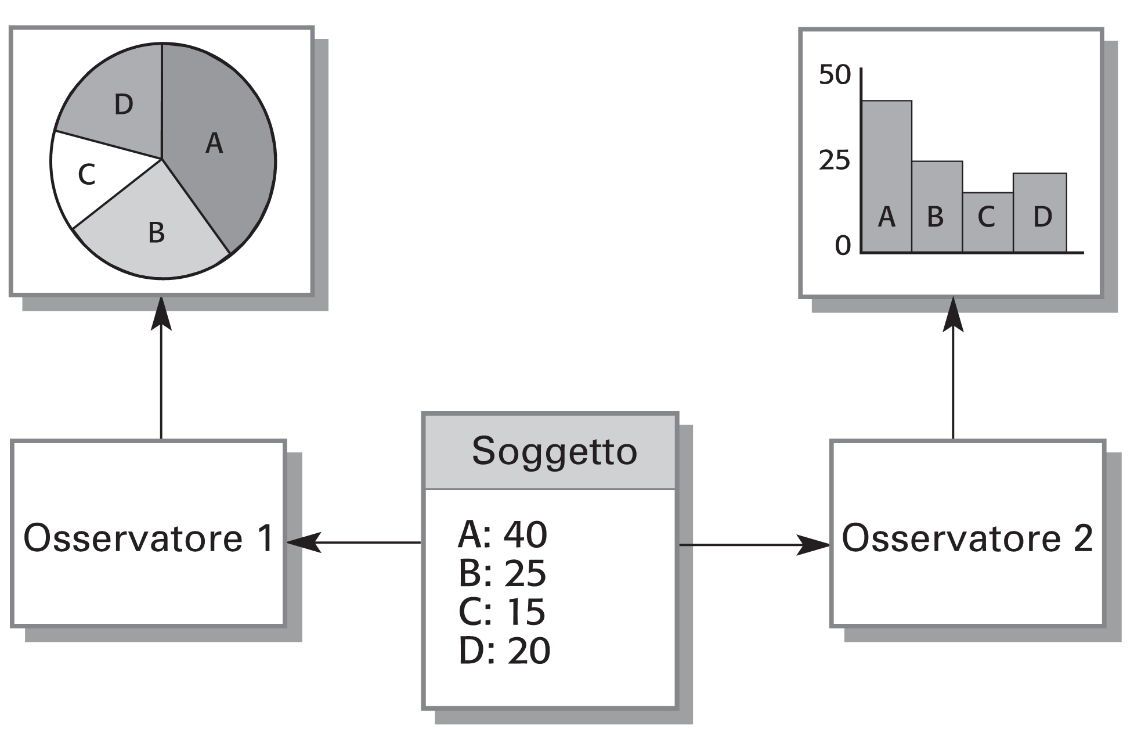 D
A
C
B
50
25
0
A B C D
Soggetto
A: 40
B: 25
C: 15
D: 20
Osservatore 1
Osservatore 2